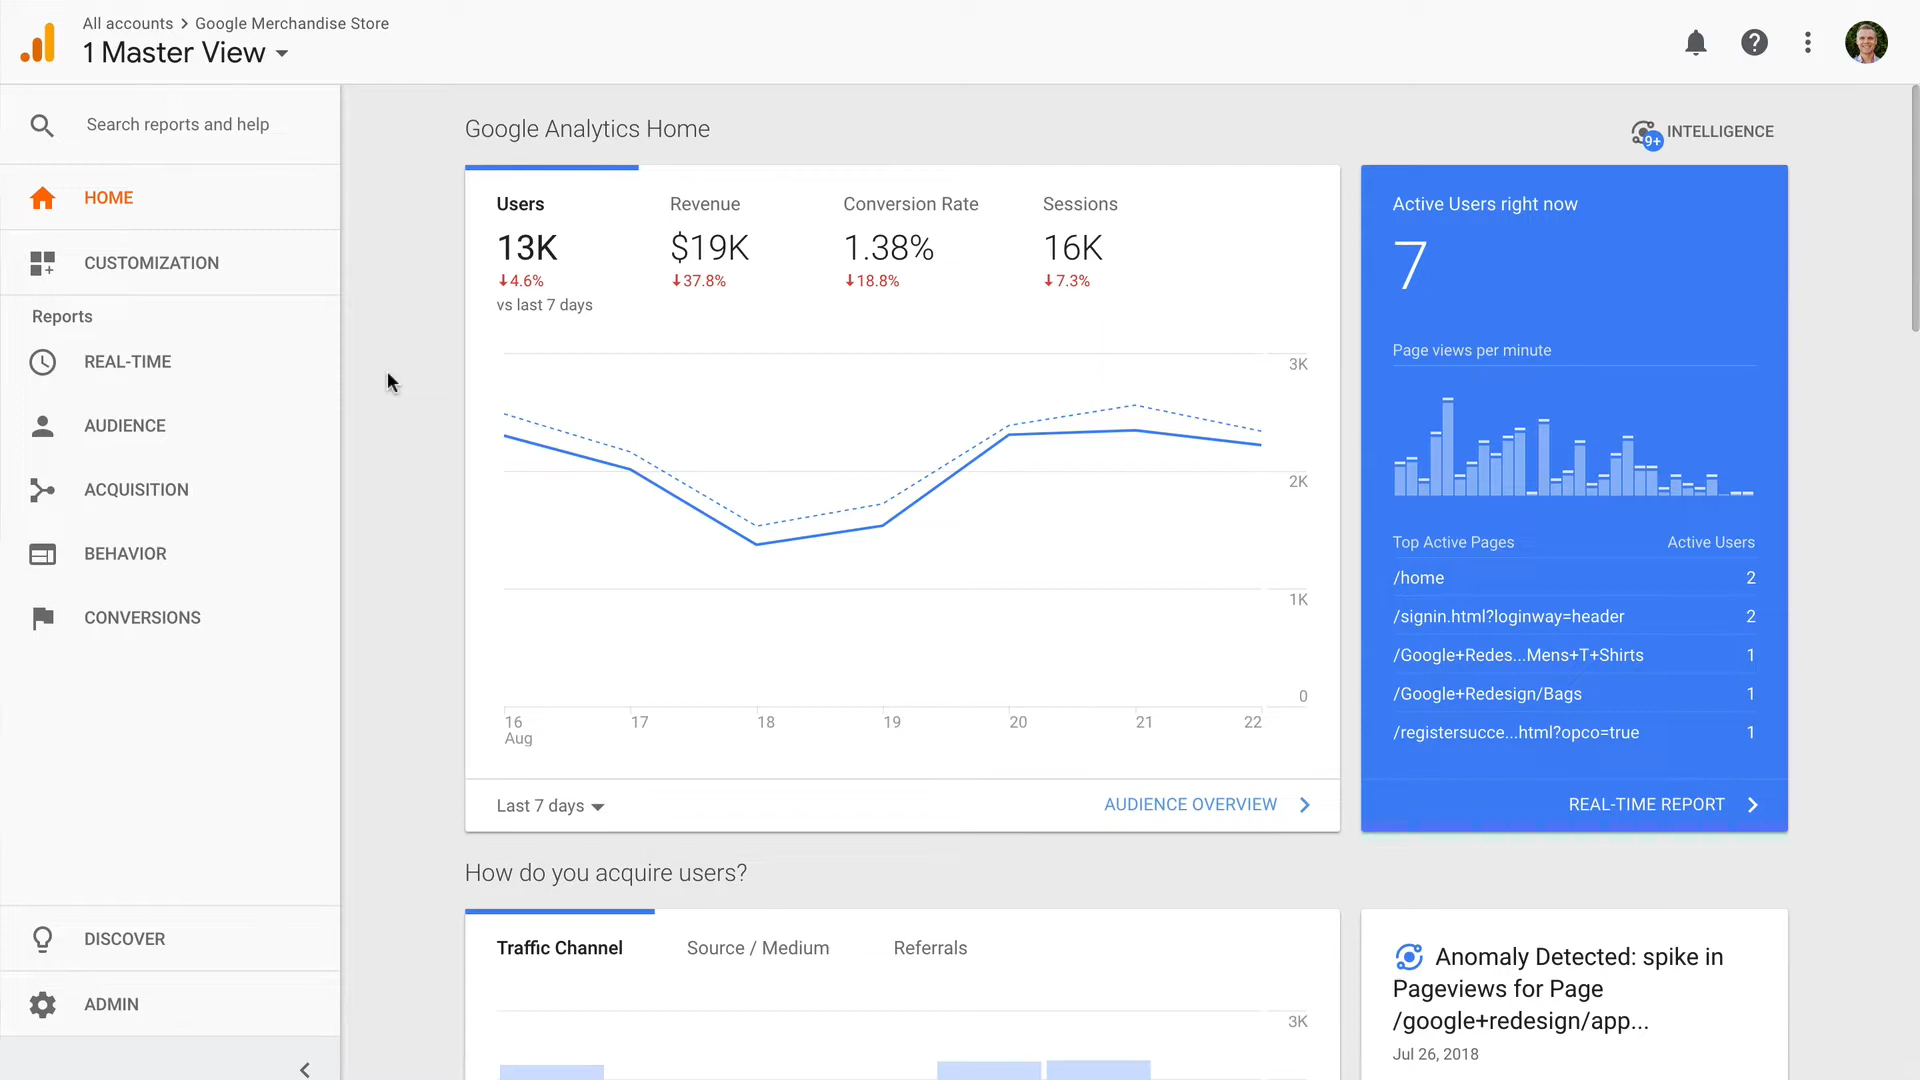 All accounts > Google Merchandise Store
1 Master View
Search reports and help
HOME
CUSTOMIZATION
Reports
REAL-TIME
AUDIENCE
ACQUISITION
BEHAVIOR
CONVERSIONS
DISCOVER
ADMIN
Google Analytics Home
9+ INTELLIGENCE
Users Revenue Conversion Rate Sessions
13K $19K 1.38% 16K
↓4.6% ↓37.8% ↓18.8% ↓7.3%
vs last 7 days
3K
2K
1K
0
16 17 18 19 20 21 22
Aug
Last 7 days
AUDIENCE OVERVIEW
Active Users right now
7
Page views per minute
Top Active Pages Active Users
/home 2
/signin.html?loginway=header 2
/Google+Redes...Mens+T+Shirts 1
/Google+Redesign/Bags 1
/registersucce...html?opco=true 1
REAL-TIME REPORT
How do you acquire users?
Traffic Channel Source / Medium Referrals
3K
Anomaly Detected: spike in
Pageviews for Page
/google+redesign/app...
Jul 26, 2018